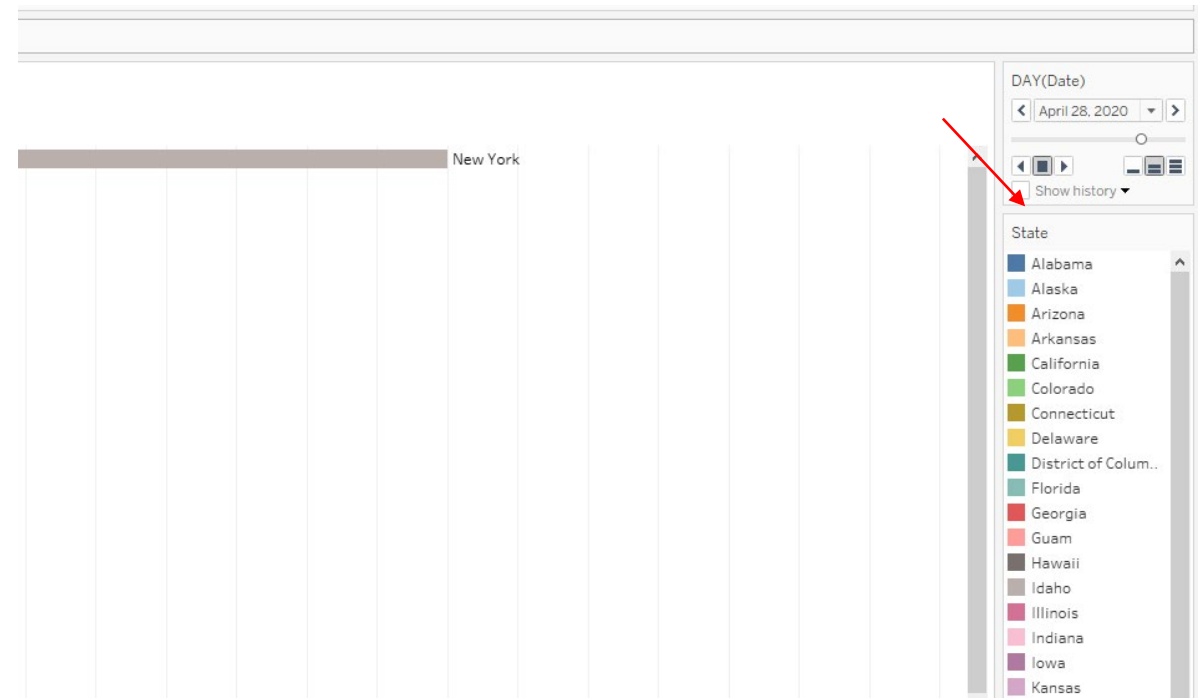 DAY(Date)
April 28, 2020
New York
Show history
State
Alabama
Alaska
Arizona
Arkansas
California
Colorado
Connecticut
Delaware
District of Colum..
Florida
Georgia
Guam
Hawaii
Idaho
Illinois
Indiana
Iowa
Kansas